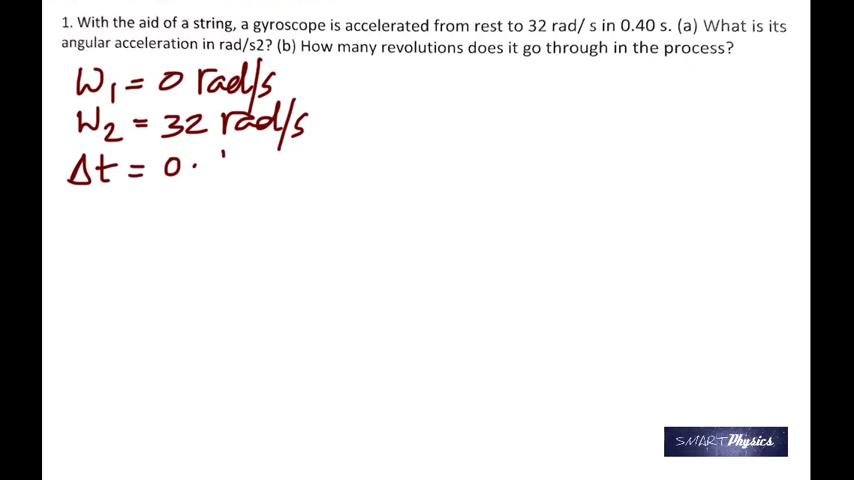 1. With the aid of a string, a gyroscope is accelerated from rest to 32 rad/ s in 0.40 s. (a) What is its
angular acceleration in rad/s2? (b) How many revolutions does it go through in the process?
W₁ = 0 rad/s
W₂ = 32 rad/s
Δt = 0.
SMARTPhysics